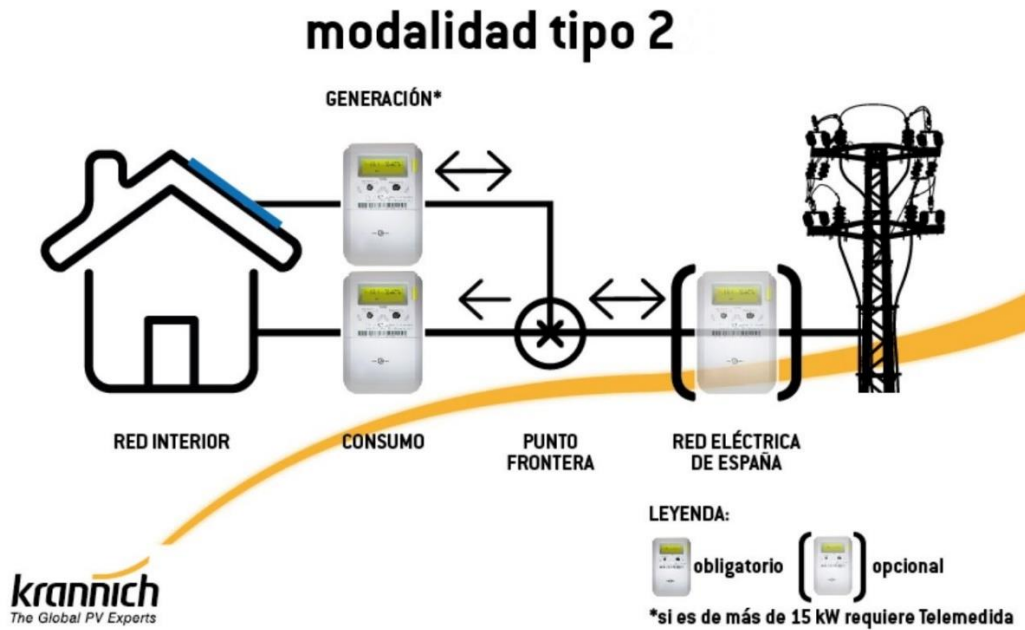 modalidad tipo 2
GENERACIÓN*
RED INTERIOR
CONSUMO
PUNTO
FRONTERA
RED ELÉCTRICA
DE ESPAÑA
LEYENDA:
obligatorio
opcional
*si es de más de 15 kW requiere Telemedida
krannich
The Global PV Experts